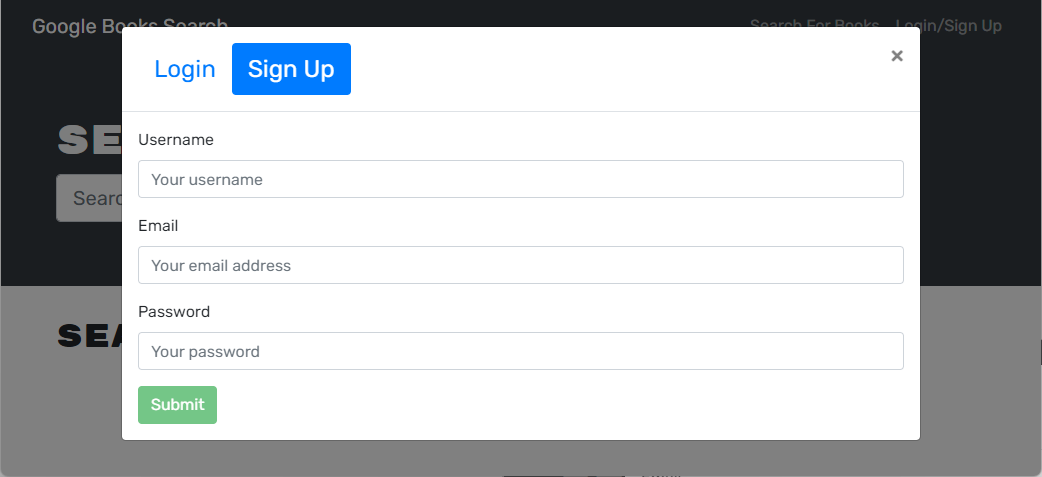 Google Books Search
Search For Books Login/Sign Up
Login Sign Up ×
SE
Searc
Username
Your username
Email
Your email address
Password
SEA
Your password
Submit